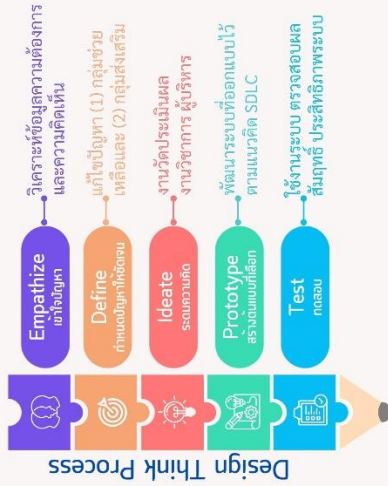 Design Think Process
Empathize
เข้าใจปัญหา
วิเคราะห์ข้อมูลความต้องการ
และความคิดเห็น
Define
กำหนดปัญหาให้ชัดเจน
แก้ไขปัญหา (1) กลุ่มช่วย
เหลือและ (2) กลุ่มส่งเสริม
Ideate
ระดมความคิด
งานวัดประเมินผล
งานวิชาการ ผู้บริหาร
Prototype
สร้างต้นแบบที่เลือก
พัฒนาระบบที่ออกแบบไว้
ตามแนวคิด SDLC
Test
ทดสอบ
ใช้งานระบบ ตรวจสอบผล
สัมฤทธิ์ ประสิทธิภาพระบบ